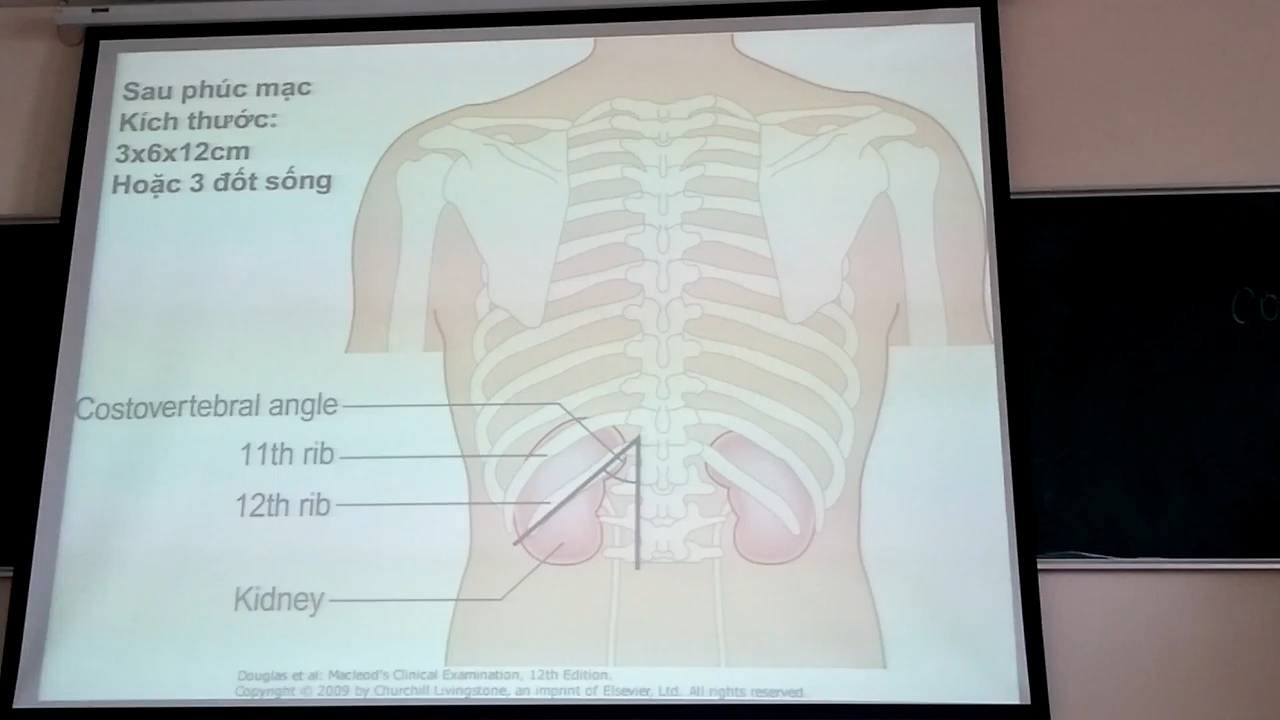 Sau phúc mạc
Kích thước:
3x6x12cm
Hoặc 3 đốt sống
Costovertebral angle
11th rib
12th rib
Kidney
Douglas et al: Macleod's Clinical Examination, 12th Edition.
Copyright © 2009 by Churchill Livingstone, an imprint of Elsevier, Ltd. All rights reserved.
Co